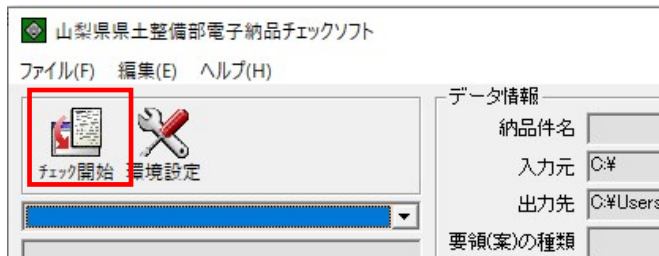 山梨県県土整備部電子納品チェックソフト
ファイル(F) 編集(E) ヘルプ(H)
チェック開始 環境設定
データ情報
納品件名
入力元 C:¥
出力先 C:¥Users
要領(案)の種類